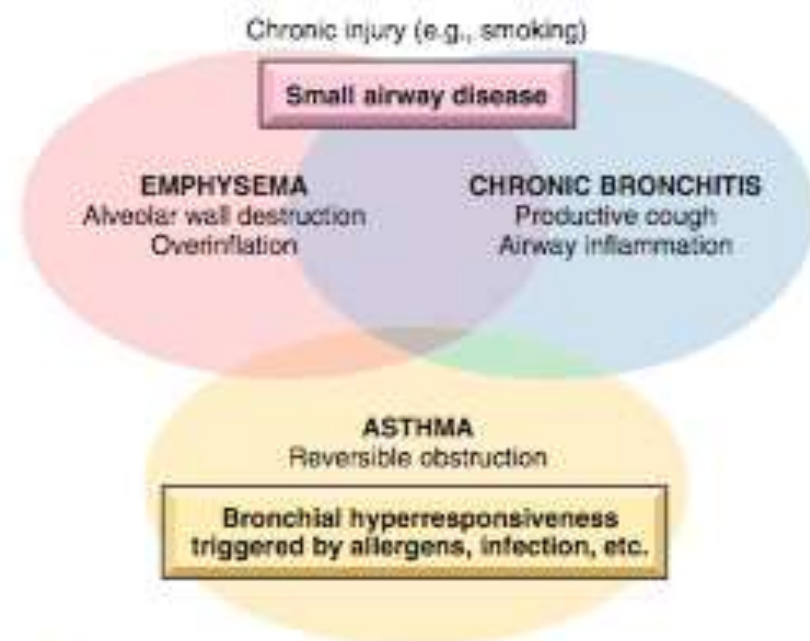 Chronic injury (e.g., smoking)
Small airway disease
EMPHYSEMA
Alveolar wall destruction
Overinflation
CHRONIC BRONCHITIS
Productive cough
Airway inflammation
ASTHMA
Reversible obstruction
Bronchial hyperresponsiveness
triggered by allergens, infection, etc.